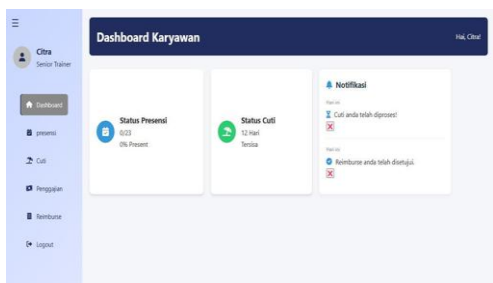 Citra
Senior Trainer
Dashboard
presensi
Cuti
Penggajian
Reimburse
Logout
Dashboard Karyawan
Hai, Citra!
Status Presensi
0/23
0% Present
Status Cuti
12 Hari
Tersisa
Notifikasi
Cuti anda telah diproses!
Reimburse anda telah disetujui.